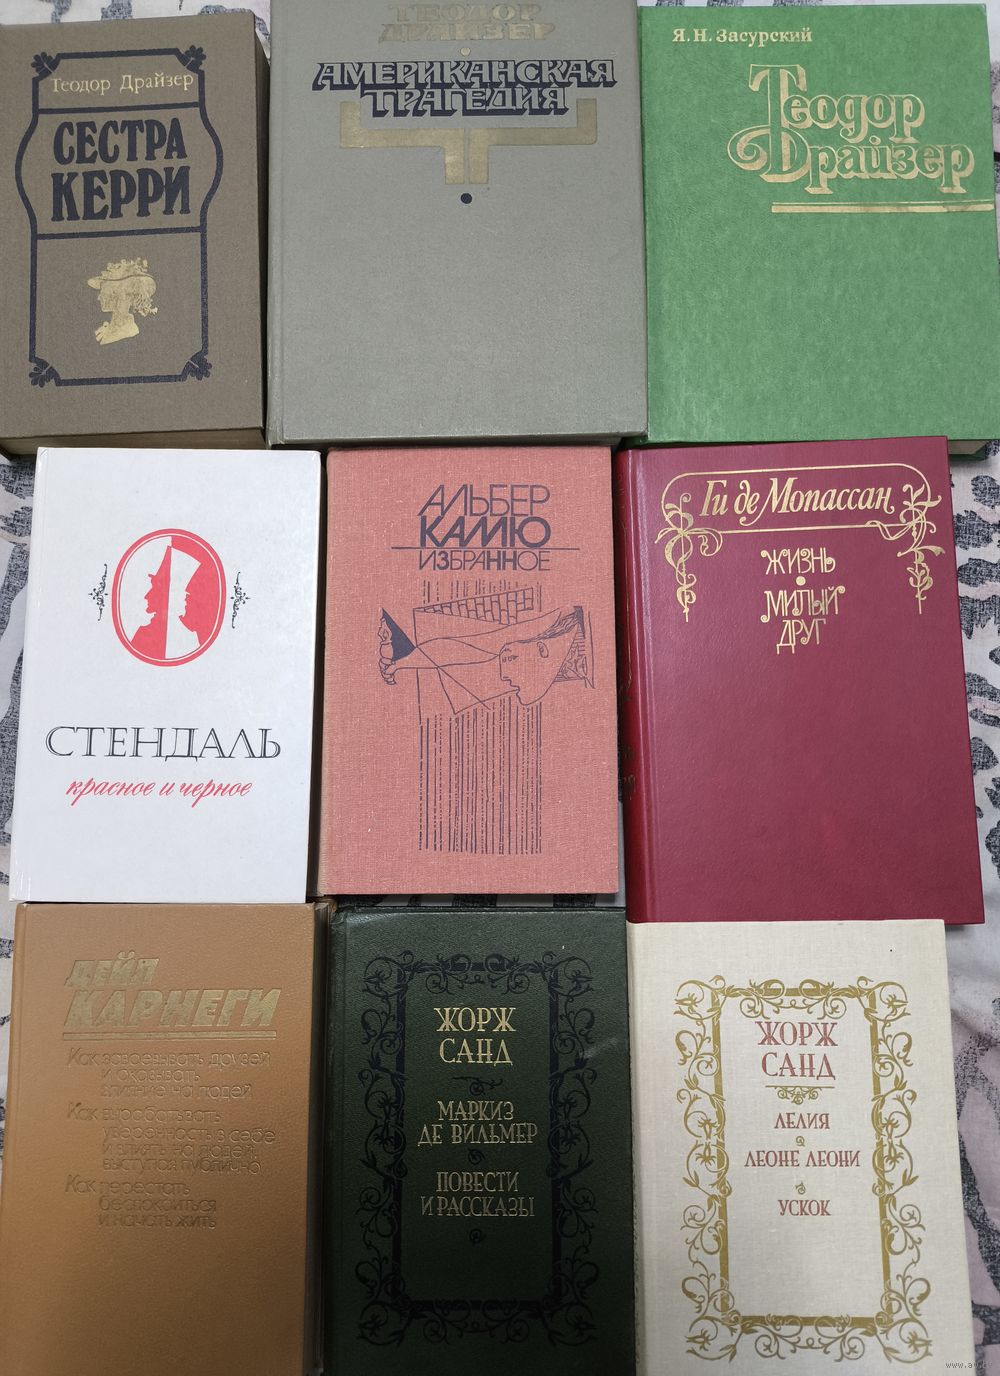 Теодор Драйзер
СЕСТРА
КЕРРИ
ТЕОДОР
ДРАЙЗЕР
АМЕРИКАНСКАЯ
ТРАГЕДИЯ
Я. Н. Засурский
Теодор
Драйзер
СТЕНДАЛЬ
красное и черное
АЛЬБЕР
КАМЮ
ИЗБРАННОЕ
Ги де Мопассан
ЖИЗНЬ
МИЛЫЙ
ДРУГ
ДЕЙЛ
КАРНЕГИ
Как завоевывать друзей
и оказывать
влияние на людей
Как вырабатывать
уверенность в себе
и влиять на людей,
выступая публично
Как перестать
беспокоиться
и начать жить
ЖОРЖ
САНД
МАРКИЗ
ДЕ ВИЛЬМЕР
ПОВЕСТИ
И РАССКАЗЫ
ЖОРЖ
САНД
ЛЕЛИЯ
ЛЕОНЕ ЛЕОНИ
УСКОК